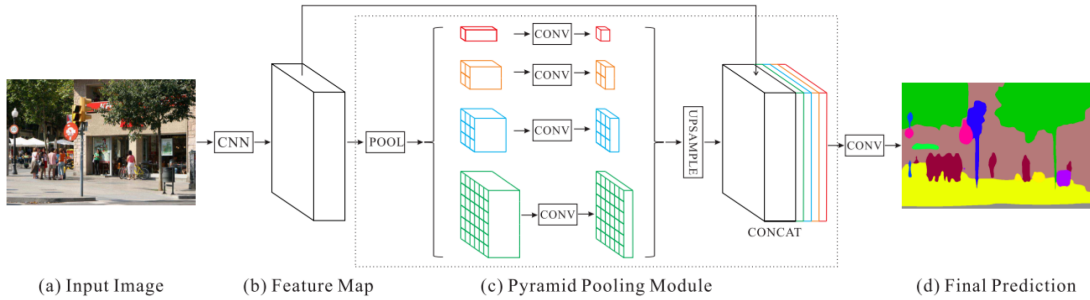 CNN
POOL
CONV
CONV
CONV
CONV
UPSAMPLE
CONCAT
CONV
(a) Input Image
(b) Feature Map
(c) Pyramid Pooling Module
(d) Final Prediction